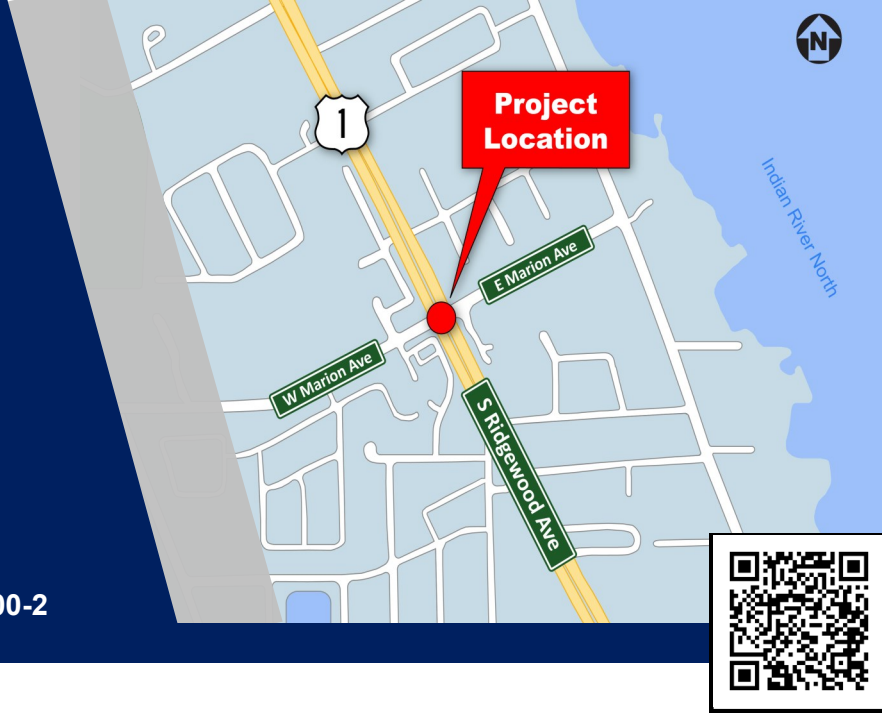 N
1
Project
Location
Indian River North
E Marion Ave
W Marion Ave
S Ridgewood Ave
00-2